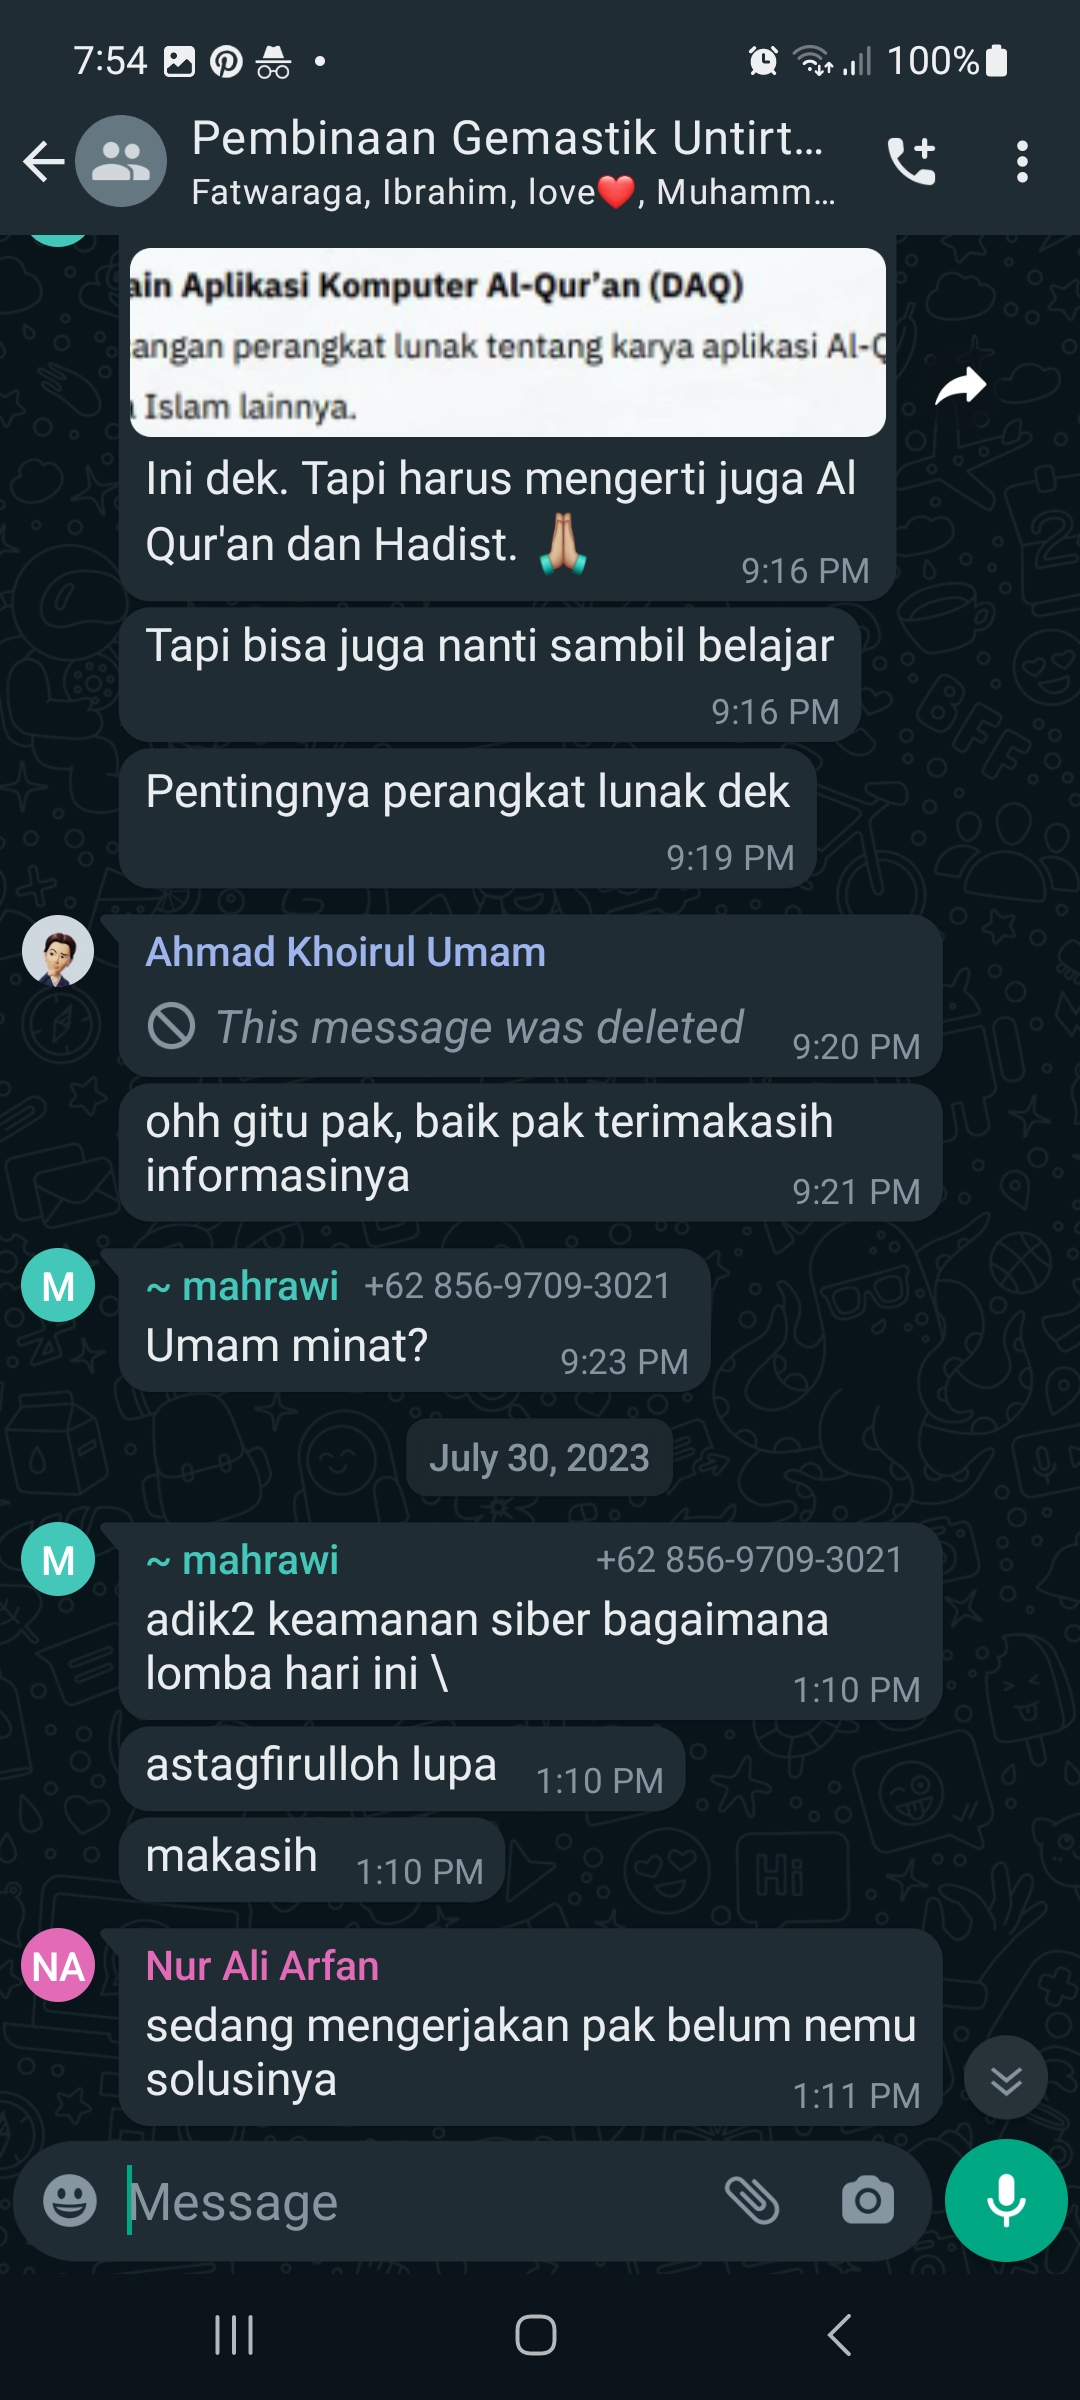 7:54
100%
Pembinaan Gemastik Untirt...
Fatwaraga, Ibrahim, love❤️, Muhamm...
ain Aplikasi Komputer Al-Qur'an (DAQ)
angan perangkat lunak tentang karya aplikasi Al-Q
Islam lainnya.
Ini dek. Tapi harus mengerti juga Al
Qur'an dan Hadist. 🙏🏼
9:16 PM
Tapi bisa juga nanti sambil belajar
9:16 PM
Pentingnya perangkat lunak dek
9:19 PM
Ahmad Khoirul Umam
This message was deleted 9:20 PM
ohh gitu pak, baik pak terimakasih
informasinya 9:21 PM
M
~ mahrawi +62 856-9709-3021
Umam minat? 9:23 PM
July 30, 2023
M
~ mahrawi +62 856-9709-3021
adik2 keamanan siber bagaimana
lomba hari ini \ 1:10 PM
astagfirulloh lupa 1:10 PM
makasih 1:10 PM
NA
Nur Ali Arfan
sedang mengerjakan pak belum nemu
solusinya 1:11 PM
Message